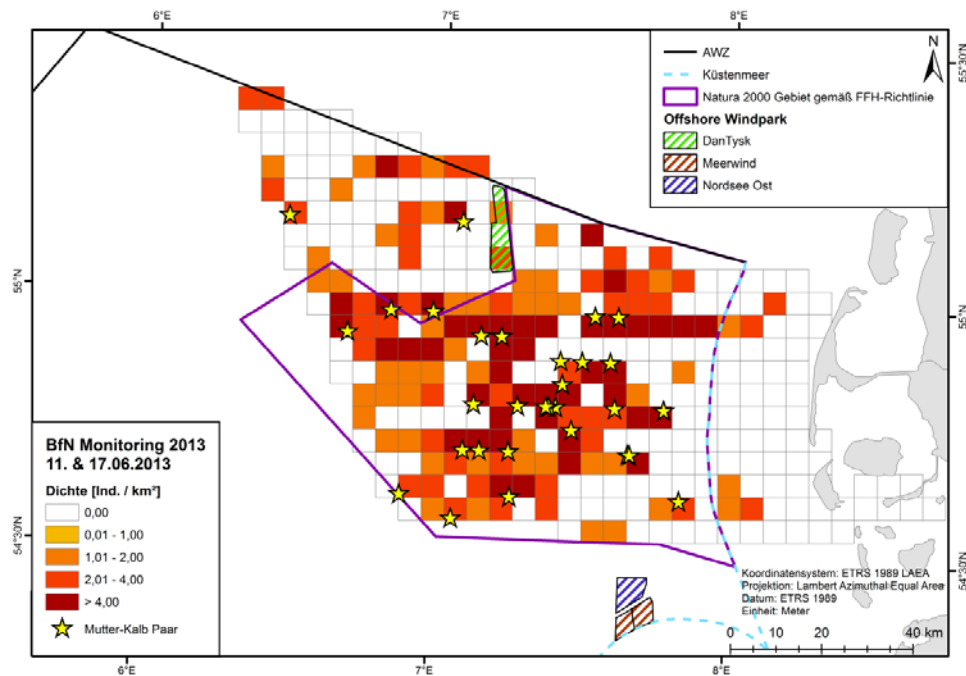 6°E 7°E 8°E
55°30'N
N
AWZ
Küstenmeer
Natura 2000 Gebiet gemäß FFH-Richtlinie
Offshore Windpark
DanTysk
Meerwind
Nordsee Ost
55°N
55°N
BfN Monitoring 2013
11. & 17.06.2013
Dichte [Ind. / km²]
0,00
0,01 - 1,00
1,01 - 2,00
2,01 - 4,00
> 4,00
Mutter-Kalb Paar
54°30'N
54°30'N
Koordinatensystem: ETRS 1989 LAEA
Projektion: Lambert Azimuthal Equal Area
Datum: ETRS 1989
Einheit: Meter
0 10 20 40 km
6°E 7°E 8°E